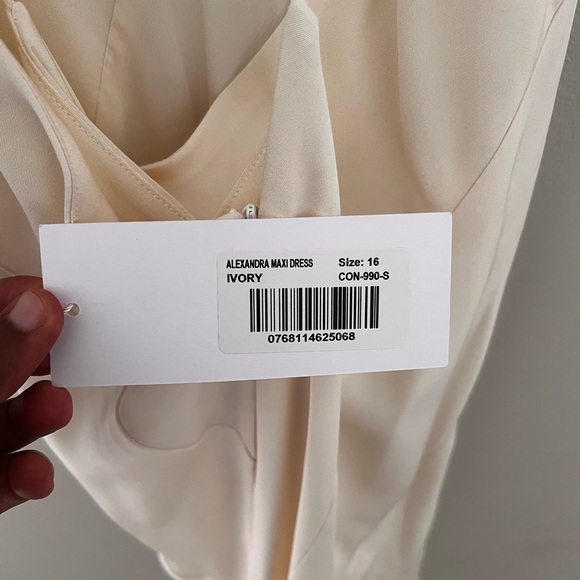 ALEXANDRA MAXI DRESS Size: 16
IVORY CON-990-S
0768114625068